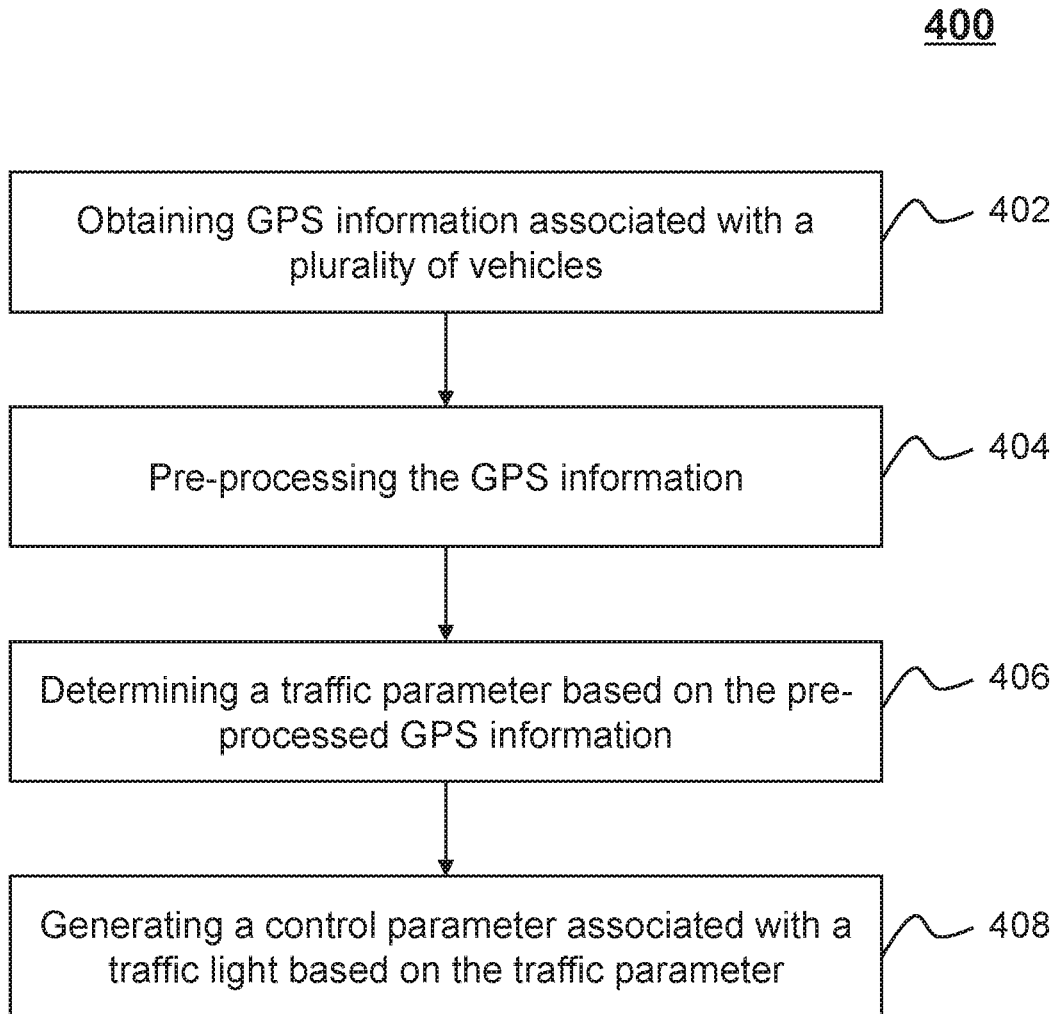 400
Obtaining GPS information associated with a
plurality of vehicles
402
Pre-processing the GPS information
404
Determining a traffic parameter based on the pre-
processed GPS information
406
Generating a control parameter associated with a
traffic light based on the traffic parameter
408